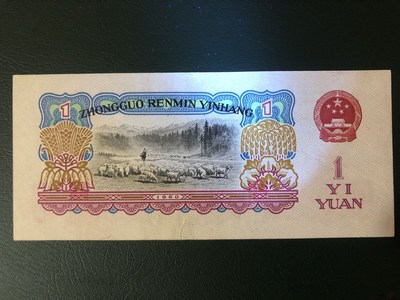 ZHONGGUO RENMIN YINHANG
1
1
1
YI
YUAN
1960